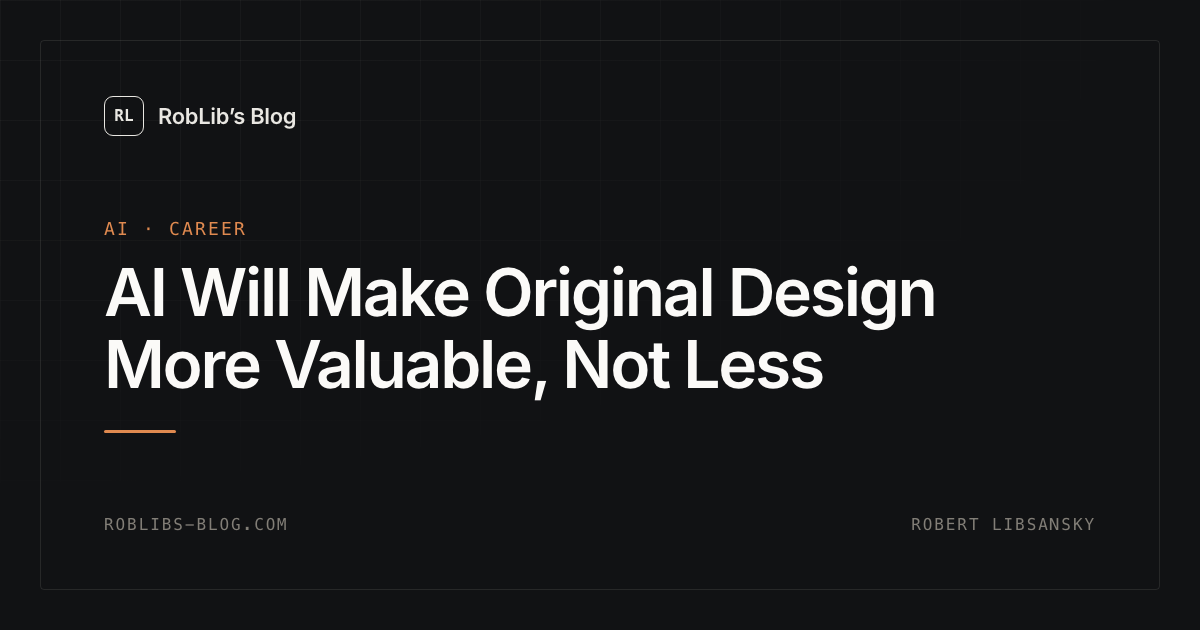 RL
RobLib’s Blog
AI · CAREER
AI Will Make Original Design
More Valuable, Not Less
ROBLIBS-BLOG.COM
ROBERT LIBSANSKY